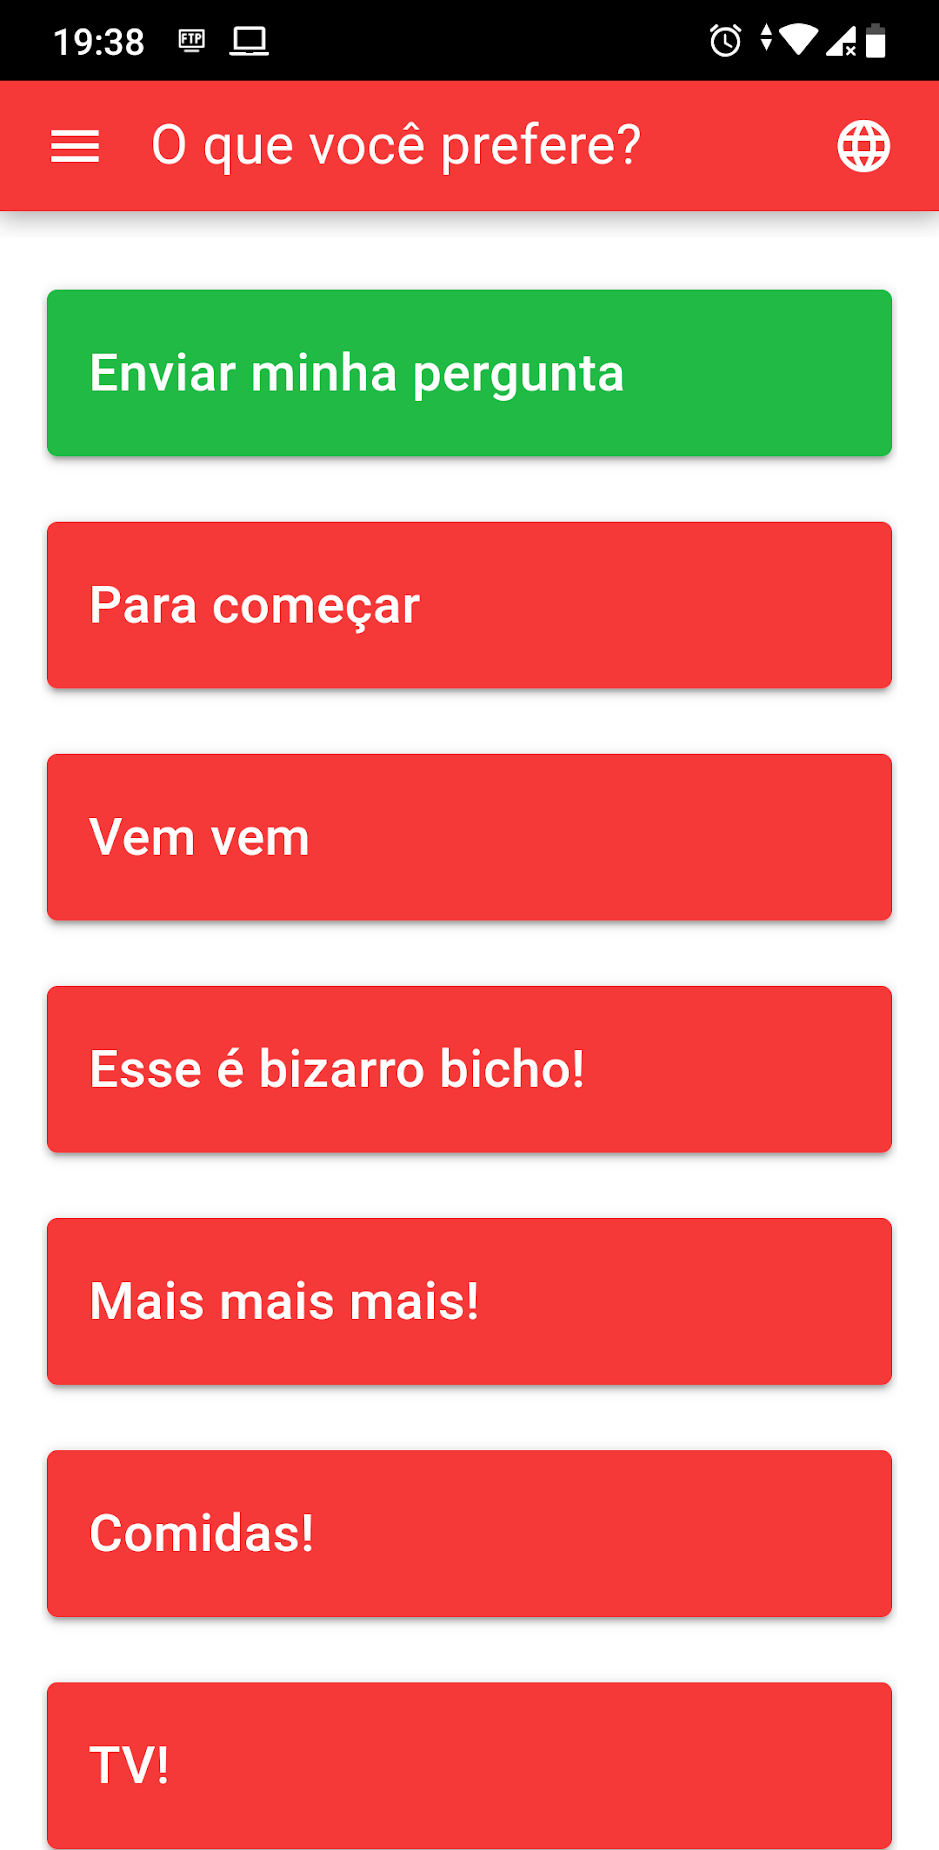 19:38 FTP
O que você prefere?
Enviar minha pergunta
Para começar
Vem vem
Esse é bizarro bicho!
Mais mais mais!
Comidas!
TV!